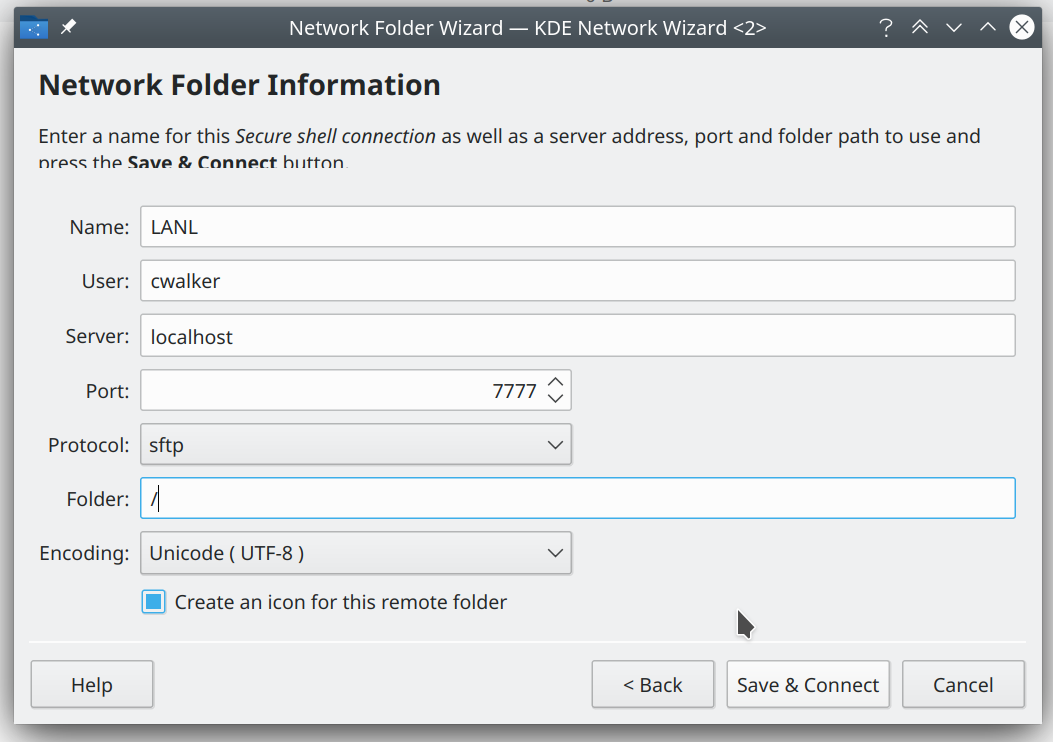 Network Folder Wizard — KDE Network Wizard <2>
Network Folder Information
Enter a name for this Secure shell connection as well as a server address, port and folder path to use and
press the Save & Connect button.
Name: LANL
User: cwalker
Server: localhost
Port: 7777
Protocol: sftp
Folder: /
Encoding: Unicode ( UTF-8 )
Create an icon for this remote folder
Help
< Back
Save & Connect
Cancel